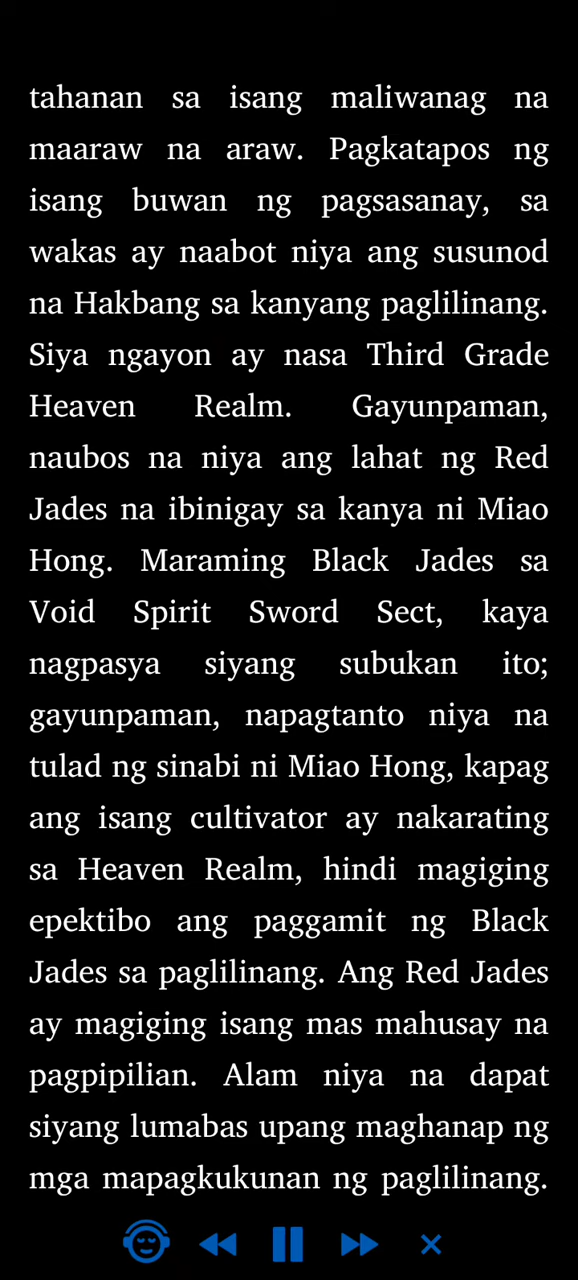 tahanan sa isang maliwanag na
maaraw na araw. Pagkatapos ng
isang buwan ng pagsasanay, sa
wakas ay naabot niya ang susunod
na Hakbang sa kanyang paglilinang.
Siya ngayon ay nasa Third Grade
Heaven Realm. Gayunpaman,
naubos na niya ang lahat ng Red
Jades na ibinigay sa kanya ni Miao
Hong. Maraming Black Jades sa
Void Spirit Sword Sect, kaya
nagpasya siyang subukan ito;
gayunpaman, napagtanto niya na
tulad ng sinabi ni Miao Hong, kapag
ang isang cultivator ay nakarating
sa Heaven Realm, hindi magiging
epektibo ang paggamit ng Black
Jades sa paglilinang. Ang Red Jades
ay magiging isang mas mahusay na
pagpipilian. Alam niya na dapat
siyang lumabas upang maghanap ng
mga mapagkukunan ng paglilinang.